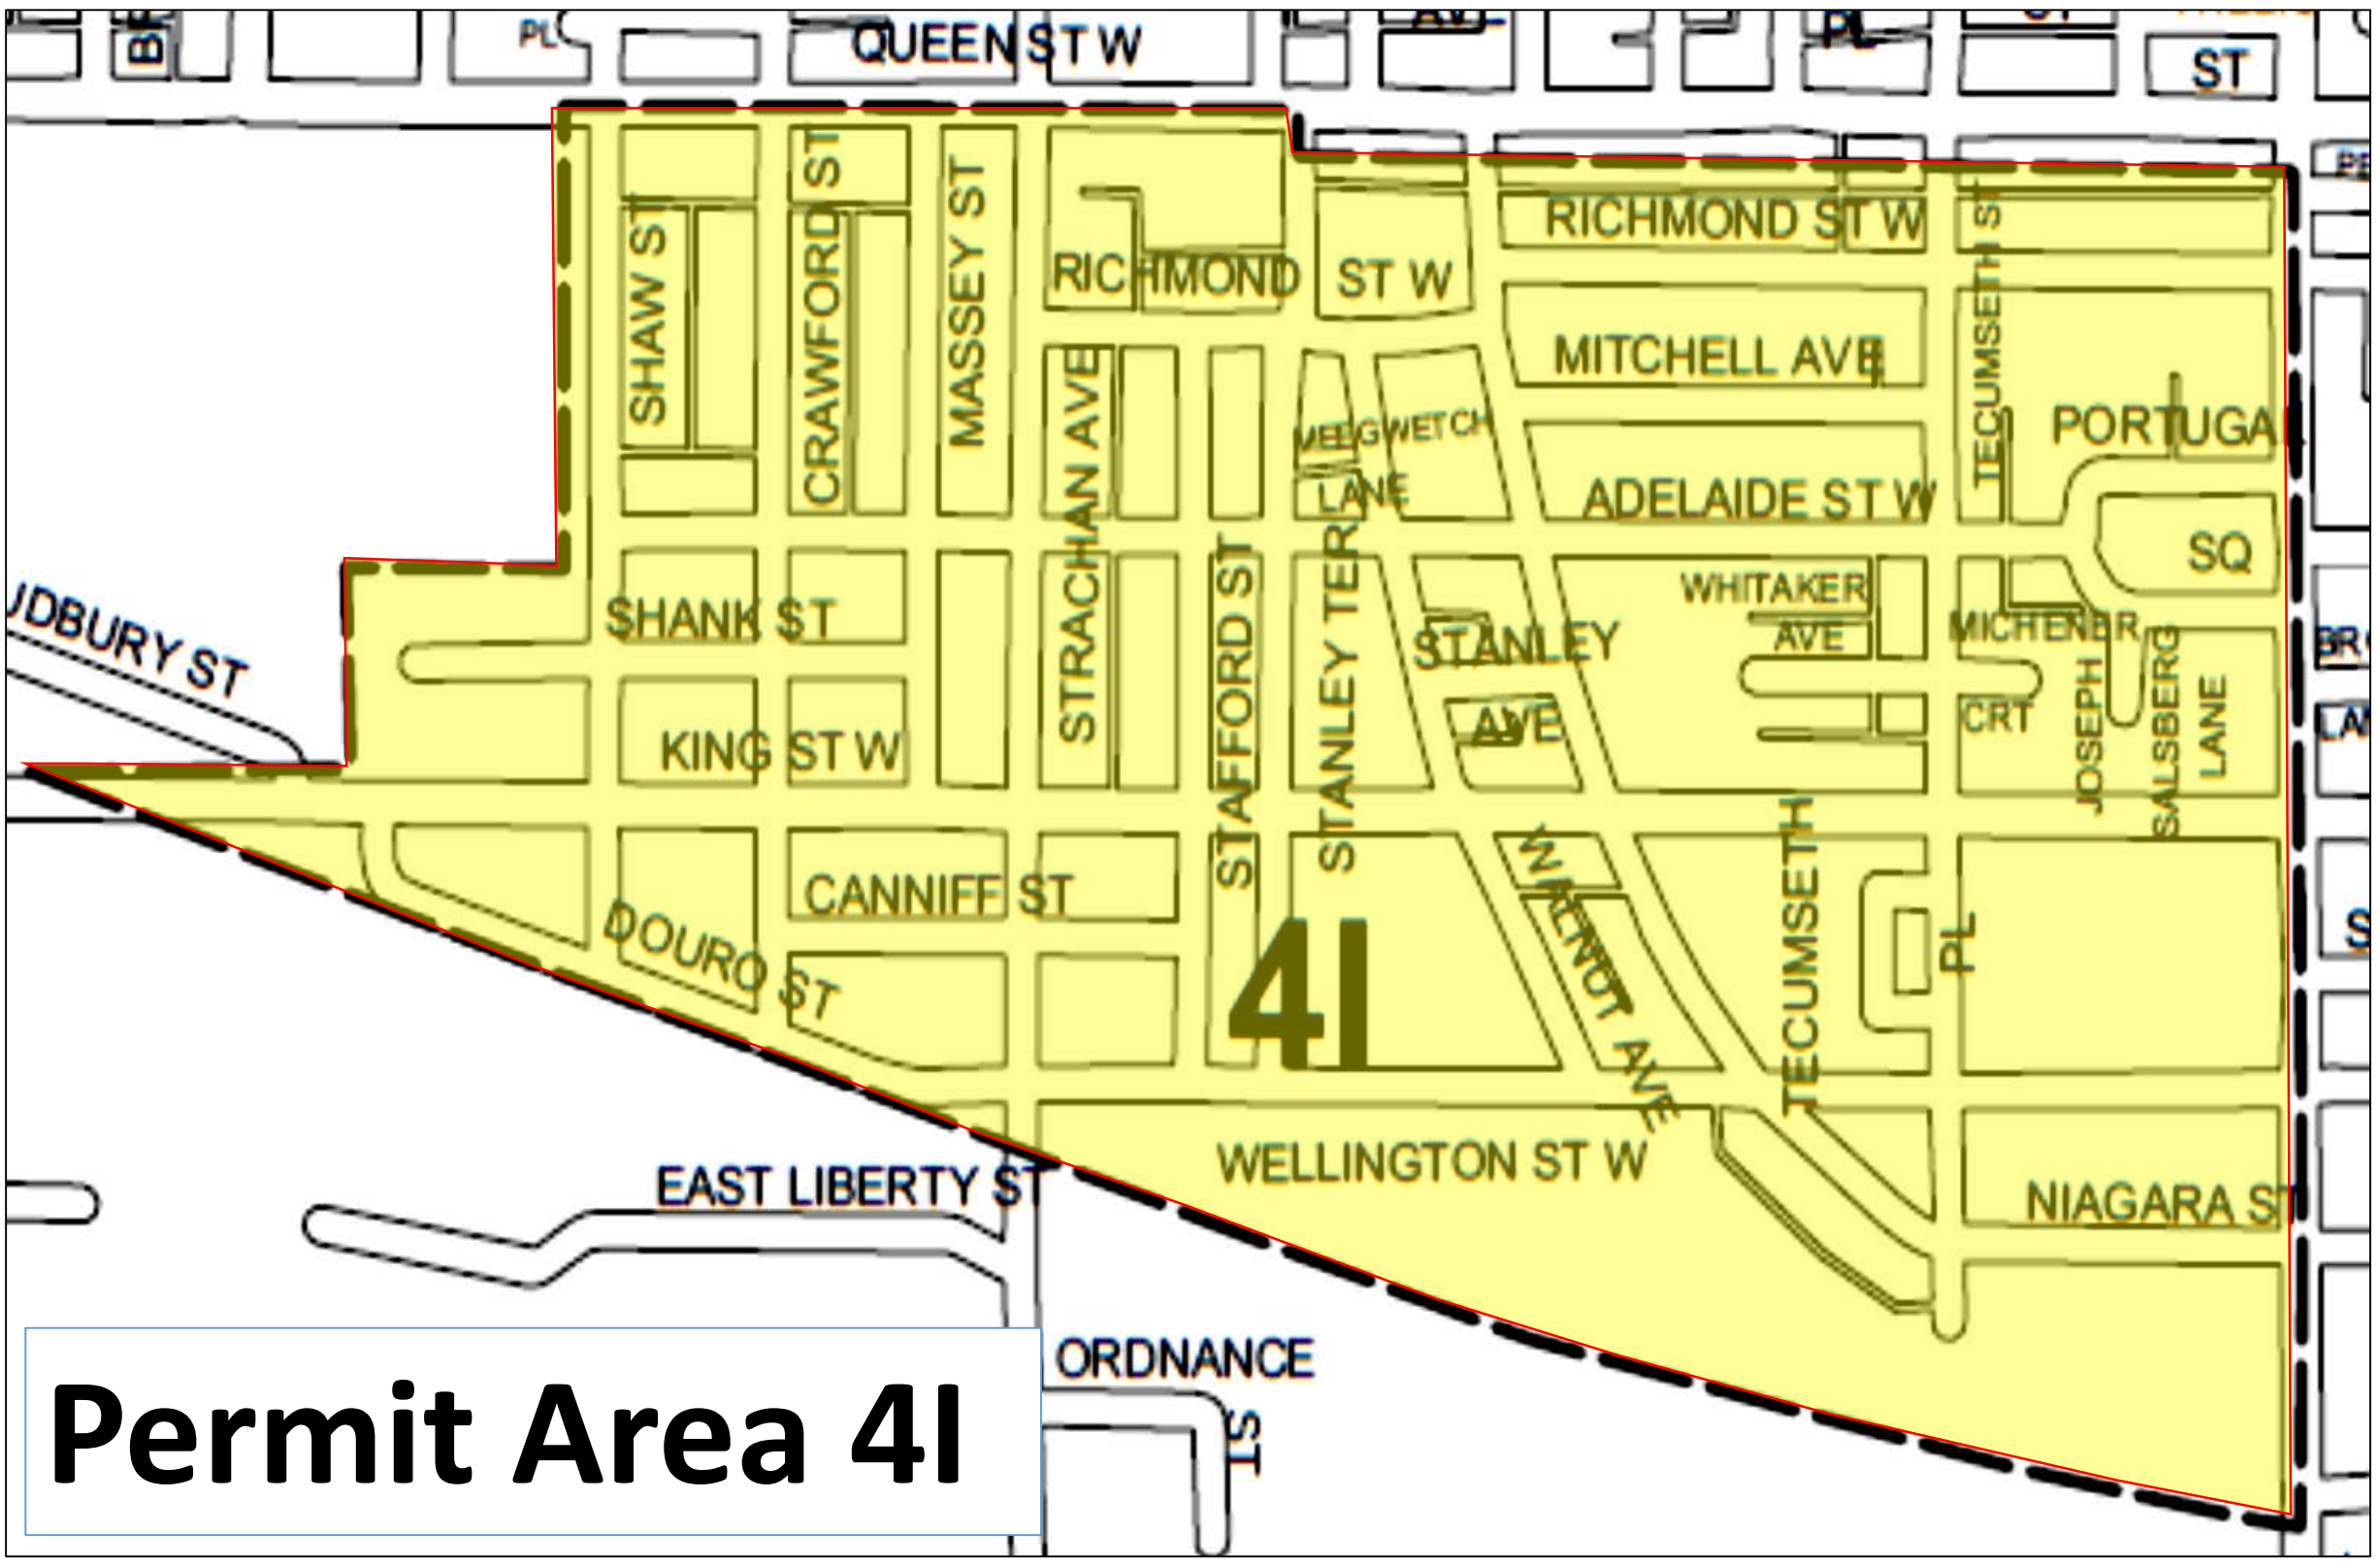 PL
QUEEN ST W
PL
ST
SHAW ST
CRAWFORD ST
MASSEY ST
RICHMOND ST W
RICHMOND ST W
TECUMSETH ST
MITCHELL AVE
STRACHAN AVE
MEEGWETCH
LANE
PORTUGA
SQ
ADELAIDE ST W
UDBURY ST
SHANK ST
STAFFORD ST
STANLEY TER
STANLEY
AVE
WHITAKER
AVE
MICHENER
CRT
JOSEPH
SALSBERG
LANE
KING ST W
CANNIFF ST
DOURO ST
4I
WALNUT AVE
TECUMSETH
PL
WELLINGTON ST W
NIAGARA ST
EAST LIBERTY ST
ORDNANCE
ST
Permit Area 4I